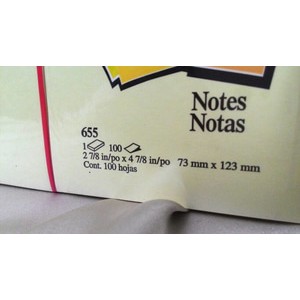 Notes
Notas
655
1 100
2 7/8 in/po x 4 7/8 in/po 73 mm x 123 mm
Cont. 100 hojas